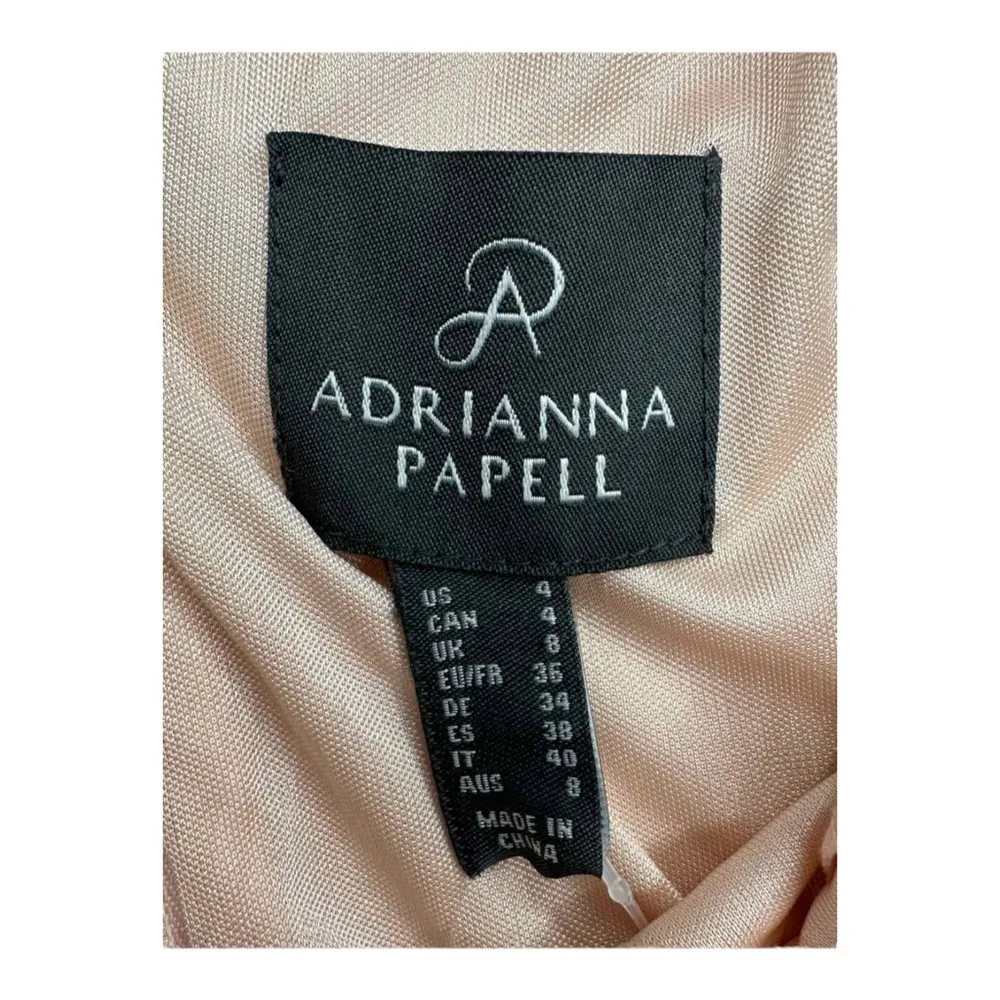 PA
ADRIANNA
PAPELL
US 4
CAN 4
UK 8
EU/FR 36
DE 34
ES 38
IT 40
AUS 8
MADE IN
CHINA